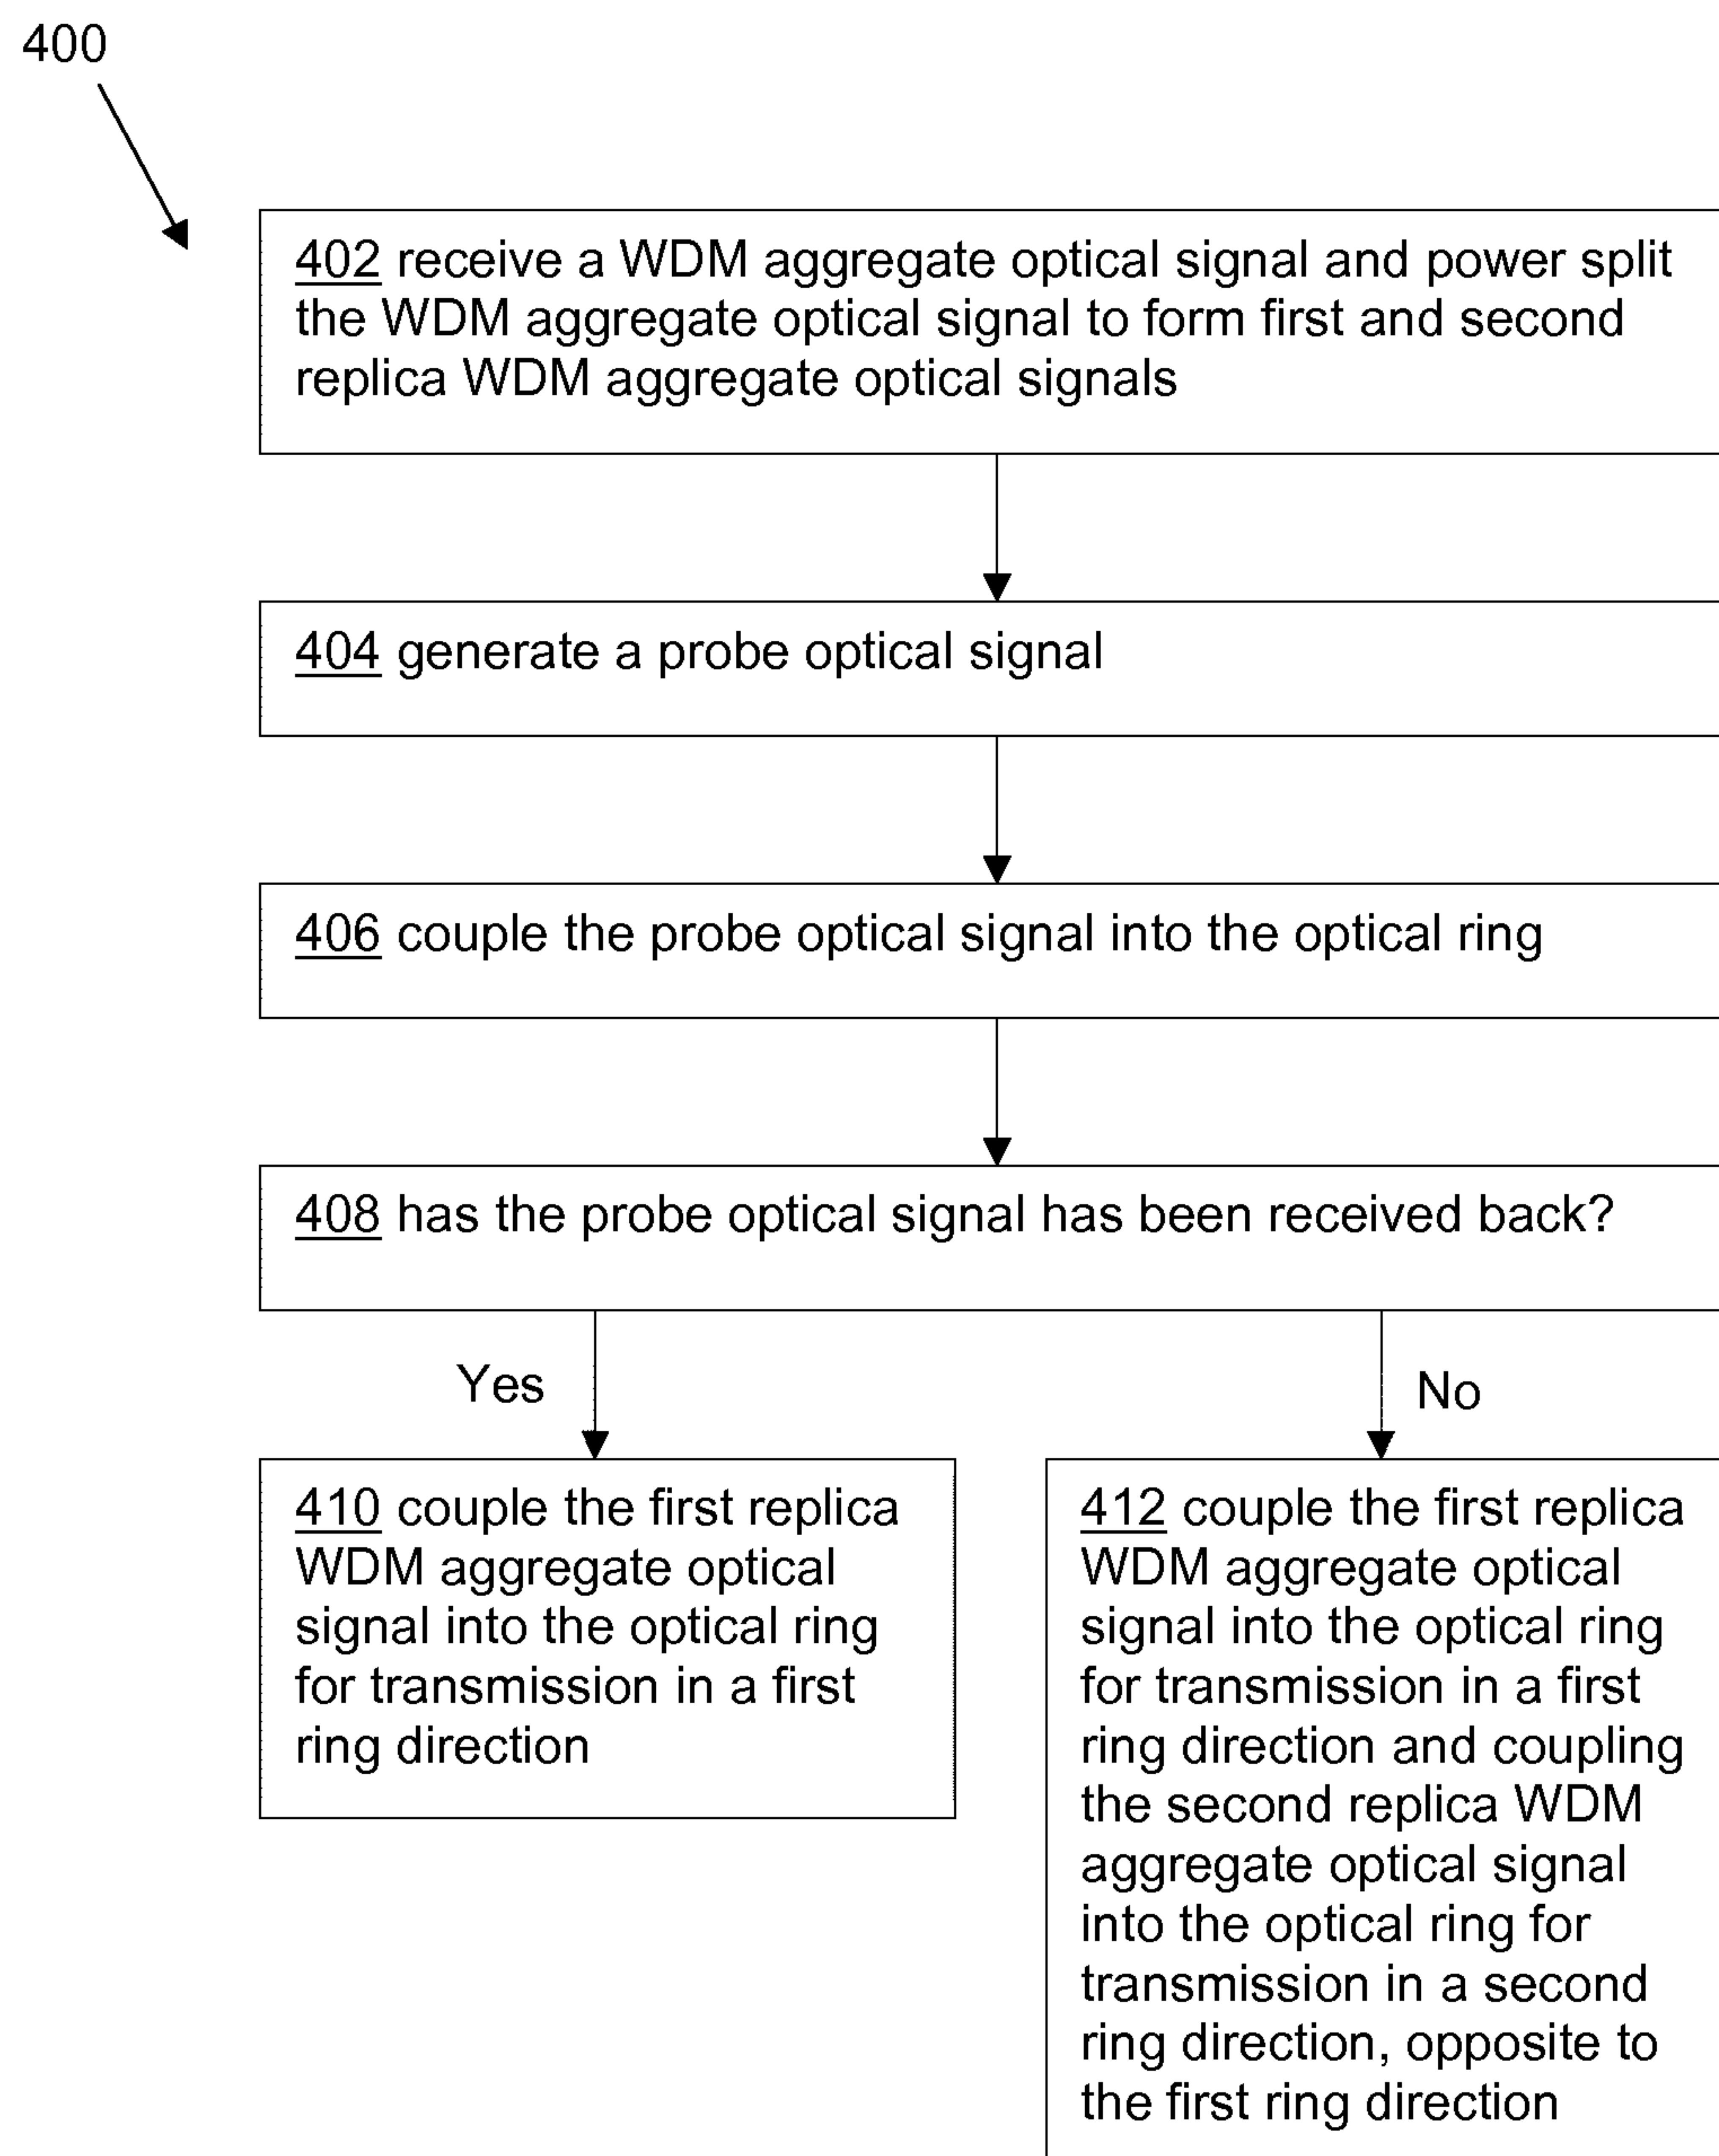 400
402 receive a WDM aggregate optical signal and power split
the WDM aggregate optical signal to form first and second
replica WDM aggregate optical signals
404 generate a probe optical signal
406 couple the probe optical signal into the optical ring
408 has the probe optical signal has been received back?
Yes
No
410 couple the first replica
WDM aggregate optical
signal into the optical ring
for transmission in a first
ring direction
412 couple the first replica
WDM aggregate optical
signal into the optical ring
for transmission in a first
ring direction and coupling
the second replica WDM
aggregate optical signal
into the optical ring for
transmission in a second
ring direction, opposite to
the first ring direction